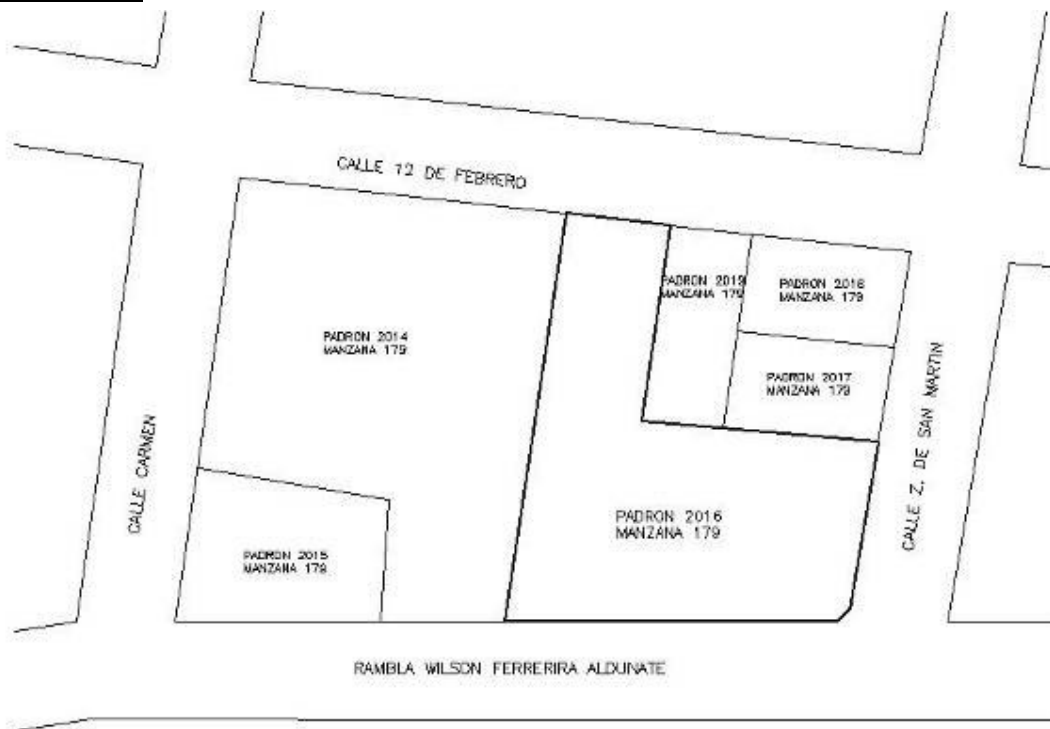 CALLE 12 DE FEBRERO
PADRON 2019
MANZANA 179
PADRON 2018
MANZANA 179
PADRON 2014
MANZANA 179
PADRON 2017
MANZANA 179
CALLE CARMEN
CALLE Z. DE SAN MARTIN
PADRON 2016
MANZANA 179
PADRON 2015
MANZANA 179
RAMBLA WILSON FERRERIRA ALDUNATE